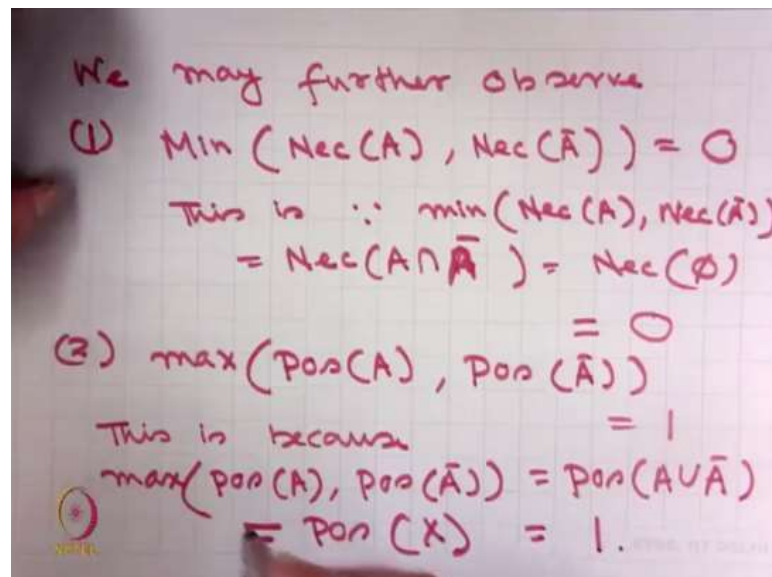 We may further observe
(1) Min (Nec(A), Nec(Ā)) = 0
This is ∵ min(Nec(A), Nec(Ā))
= Nec(A∩Ā) = Nec(∅)
= 0
(2) max(Pos(A), Pos(Ā))
= 1
This is because
max(pos(A), pos(Ā)) = pos(A∪Ā)
= pos(X) = 1.
NPTEL